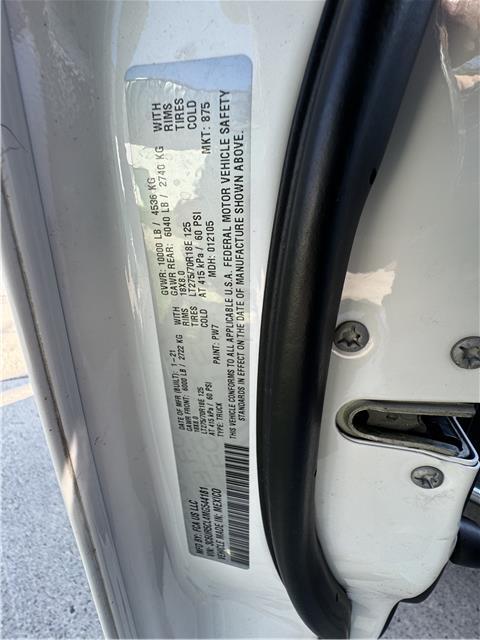 MFD BY: FCA US LLC
DATE OF MFR (BUILT): 1-21 GVWR: 10000 LB / 4536 KG
GAWR FRONT: 6000 LB / 2722 KG WITH GAWR REAR: 6040 LB / 2740 KG WITH
18X8.0 RIMS 18X8.0 RIMS
LT275/70R18E 125 TIRES LT275/70R18E 125 TIRES
AT 415 kPa / 60 PSI COLD AT 415 kPa / 60 PSI COLD
TYPE: TRUCK PAINT: PW7 MDH: 012105 MKT: 875
THIS VEHICLE CONFORMS TO ALL APPLICABLE U.S.A. FEDERAL MOTOR VEHICLE SAFETY
STANDARDS IN EFFECT ON THE DATE OF MANUFACTURE SHOWN ABOVE.
VIN: 3C6UR5CL4MG544181
VEHICLE MADE IN: MEXICO